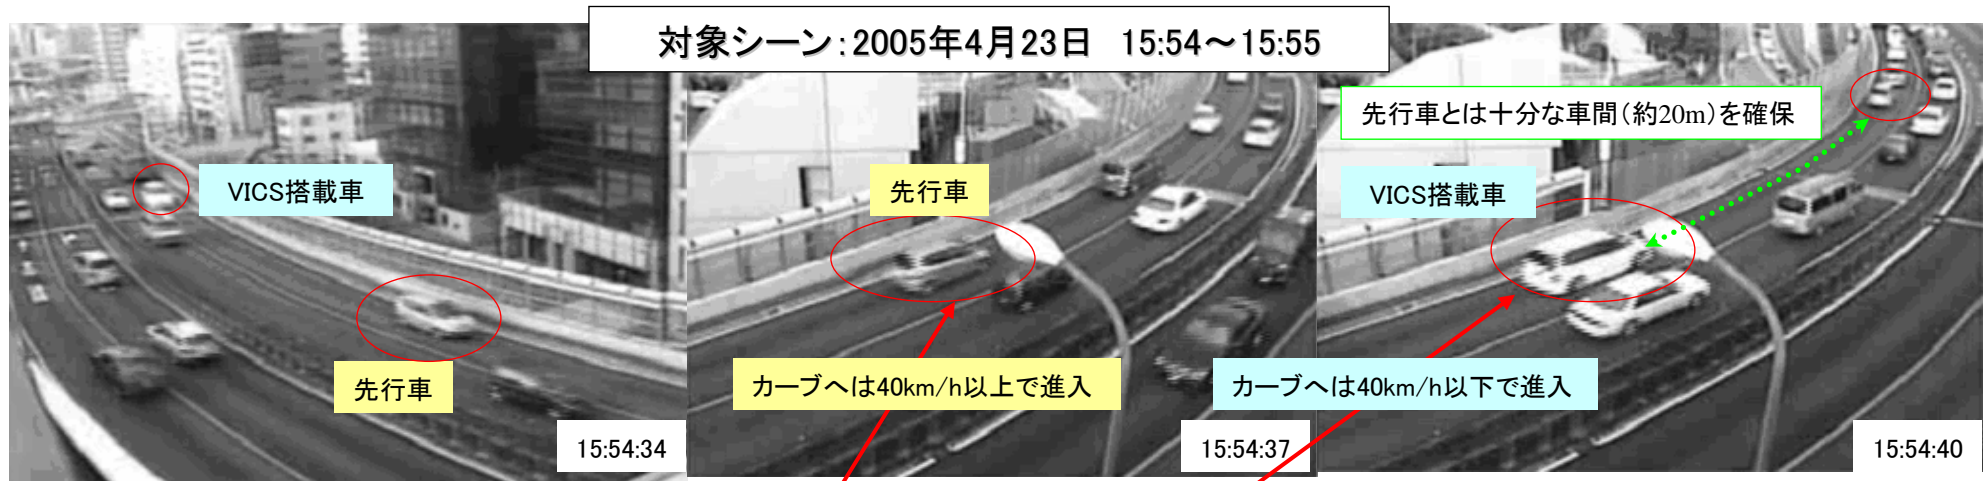 対象シーン：2005年4月23日　15:54～15:55
VICS搭載車
先行車
15:54:34
先行車
カーブへは40km/h以上で進入
15:54:37
先行車とは十分な車間（約20m）を確保
VICS搭載車
カーブへは40km/h以下で進入
15:54:40